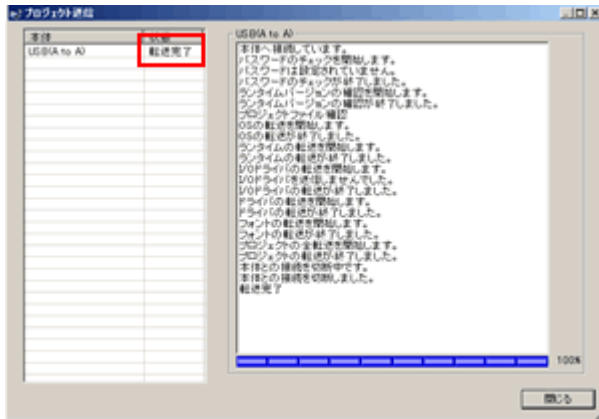 プロジェクト送信
本体
状態
USB(A to A)
転送完了
USB(A to A)
本体へ接続しています。
パスワードのチェックを開始します。
パスワードは設定されていません。
パスワードのチェックが終了しました。
ランタイムバージョンの確認を開始します。
ランタイムバージョンの確認が終了しました。
プロジェクトファイル確認
OSの転送を開始します。
OSの転送が終了しました。
ランタイムの転送を開始します。
ランタイムの転送が終了しました。
I/Oドライバの転送を開始します。
I/Oドライバを送信しませんでした。
I/Oドライバの転送が終了しました。
ドライバの転送を開始します。
ドライバの転送が終了しました。
フォントの転送を開始します。
フォントの転送が終了しました。
プロジェクトの全転送を開始します。
プロジェクトの転送が終了しました。
本体との接続を切断中です。
本体との接続を切断しました。
転送完了
100%
閉じる